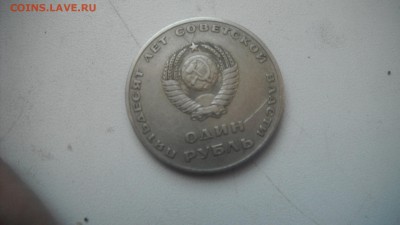 COINS.LAVE.RU
ПЯТЬДЕСЯТ ЛЕТ СОВЕТСКОЙ ВЛАСТИ
ОДИН
РУБЛЬ